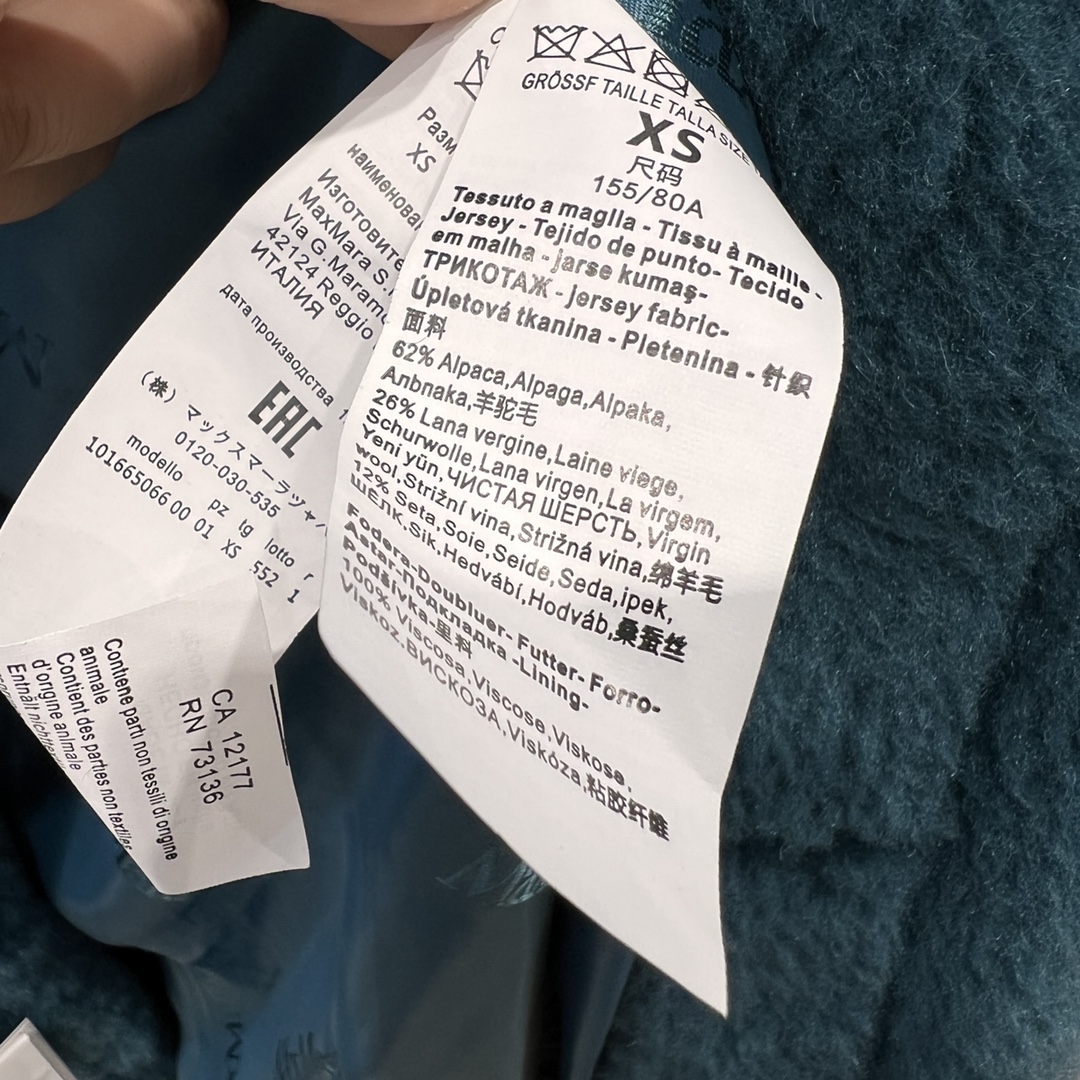 GRÖSSF TAILLE TALLA SIZE
XS
尺码
155/80A
Tessuto a maglla - Tissu à maille -
Jersey - Tejido de punto- Tecido
em malha - jarse kumaş-
ТРИКОТАЖ - jersey fabric-
Úpletová tkanina - Pletenina - 针织
面料
62% Alpaca,Alpaga,Alpaka,
Албnака,羊驼毛
26% Lana vergine,Laine viege,
Schurwolle,Lana virgen,La virgem,
Yeni yün,ЧИСТАЯ ШЕРСТЬ,Virgin
wool,Strižní vina,Strižná vina,绵羊毛
12% Seta,Soie,Seide,Seda,ipek,
ШЁЛК,Sik,Hedvábí,Hodváb,桑蚕丝
Fodera-Doubluer- Futter- Forro-
Astar-Подкладка -Lining-
Podšívka-里料
100% Viscosa,Viscose,Viskosa,
Viskoz,ВИСКОЗА,Viskóza,粘胶纤维
Разм
XS
наименова
Изготовите
MaxMara S.
Via G.Maram
42124 Reggio
ИТАЛИЯ
дата производства
EAC
(株) マックスマーラジャ
0120-030-535
modello pz tg lotto r
101665066 00 01 XS 552 1
CA 12177
RN 73136
Contiene parti non tessili di origine
animale
Contient des parties non textiles
d'origine animale
Enthält